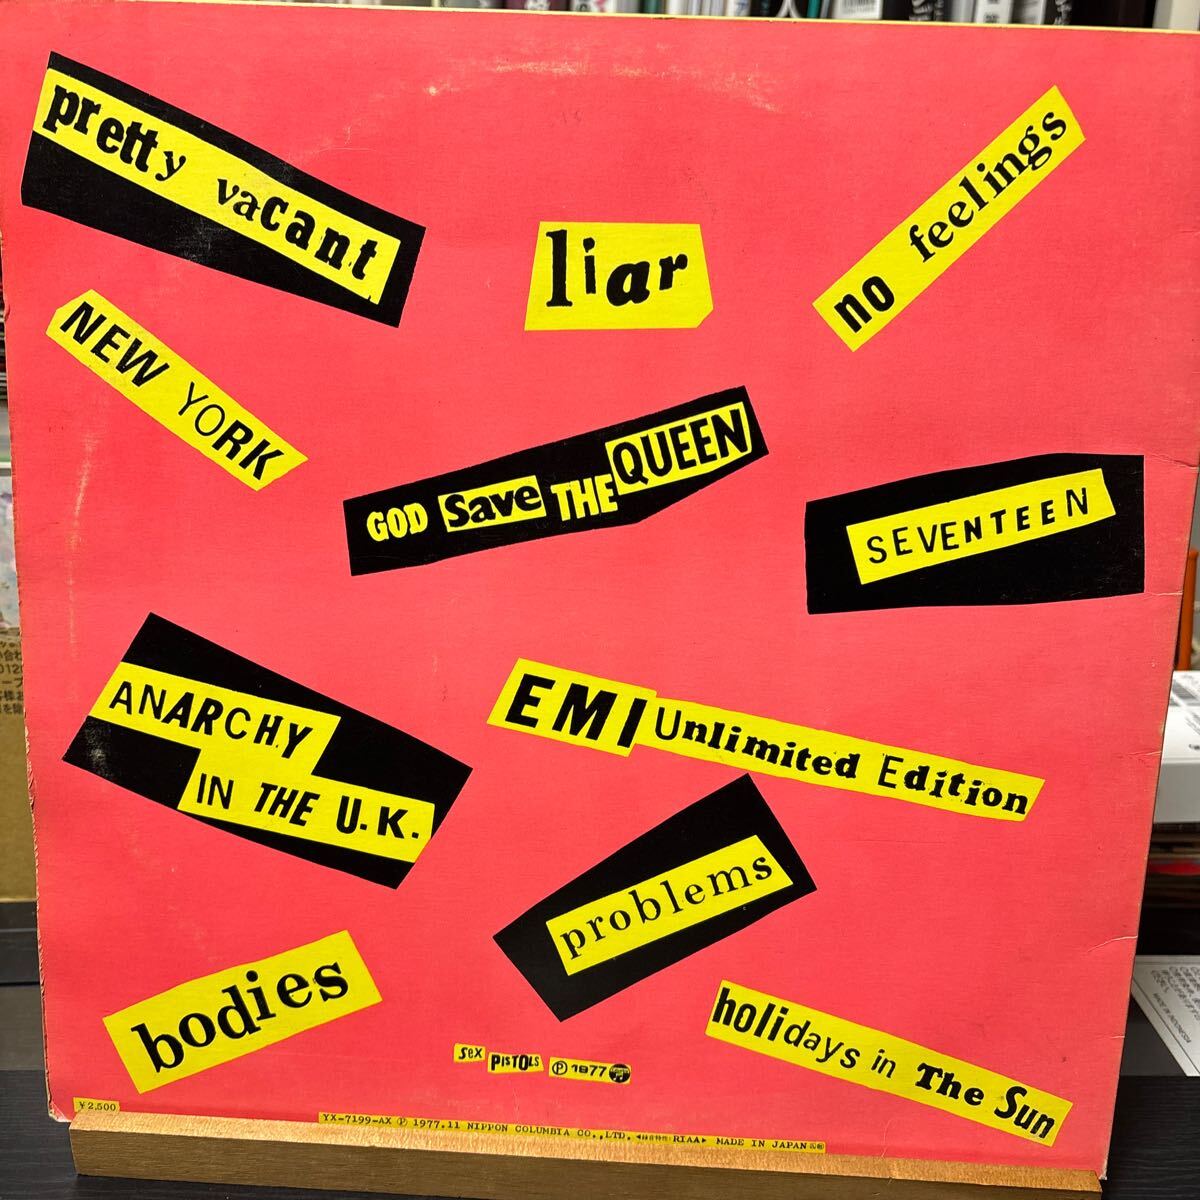 pretty vacant
liar
no feelings
NEW YORK
GOD Save THE QUEEN
SEVENTEEN
ANARCHY
IN THE U.K.
EMI Unlimited Edition
problems
bodies
holidays in The Sun
Sex PISTOLS ℗ 1977
¥2,500
YX-7199-AX ℗ 1977.11 NIPPON COLUMBIA CO.,LTD. RIAA MADE IN JAPAN